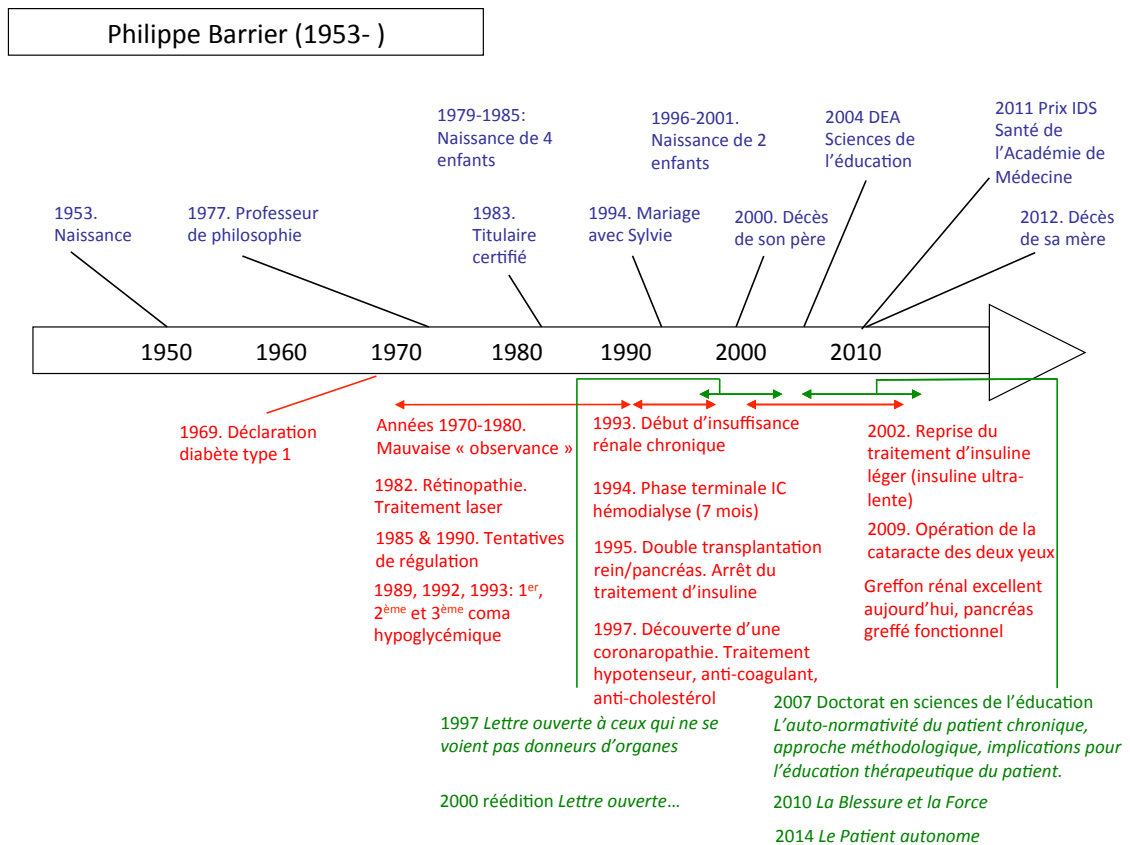 Philippe Barrier (1953- )
1979-1985:
Naissance de 4
enfants
1996-2001.
Naissance de 2
enfants
2004 DEA
Sciences de
l’éducation
2011 Prix IDS
Santé de
l’Académie de
Médecine
1953.
Naissance
1977. Professeur
de philosophie
1983.
Titulaire
certifié
1994. Mariage
avec Sylvie
2000. Décès
de son père
2012. Décès
de sa mère
1950 1960 1970 1980 1990 2000 2010
1969. Déclaration
diabète type 1
Années 1970-1980.
Mauvaise « observance »
1982. Rétinopathie.
Traitement laser
1985 & 1990. Tentatives
de régulation
1989, 1992, 1993: 1er,
2ème et 3ème coma
hypoglycémique
1993. Début d’insuffisance
rénale chronique
1994. Phase terminale IC
hémodialyse (7 mois)
1995. Double transplantation
rein/pancréas. Arrêt du
traitement d’insuline
1997. Découverte d’une
coronaropathie. Traitement
hypotenseur, anti-coagulant,
anti-cholestérol
2002. Reprise du
traitement d’insuline
léger (insuline ultra-
lente)
2009. Opération de la
cataracte des deux yeux
Greffon rénal excellent
aujourd’hui, pancréas
greffé fonctionnel
1997 Lettre ouverte à ceux qui ne se
voient pas donneurs d’organes
2000 réédition Lettre ouverte…
2007 Doctorat en sciences de l’éducation
L’auto-normativité du patient chronique,
approche méthodologique, implications pour
l’éducation thérapeutique du patient.
2010 La Blessure et la Force
2014 Le Patient autonome